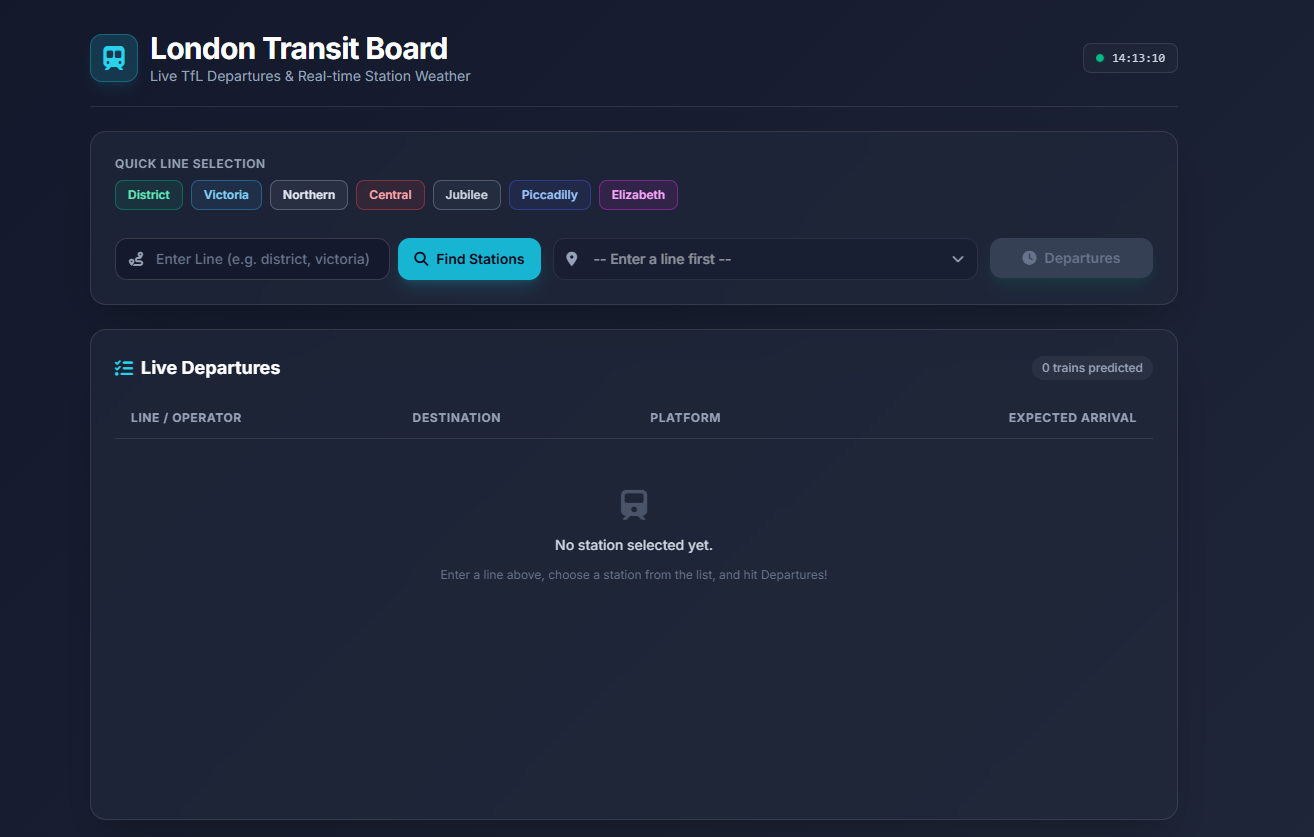 London Transit Board
Live TfL Departures & Real-time Station Weather
14:13:10
QUICK LINE SELECTION
District
Victoria
Northern
Central
Jubilee
Piccadilly
Elizabeth
Enter Line (e.g. district, victoria)
Find Stations
-- Enter a line first --
Departures
Live Departures
0 trains predicted
LINE / OPERATOR
DESTINATION
PLATFORM
EXPECTED ARRIVAL
No station selected yet.
Enter a line above, choose a station from the list, and hit Departures!